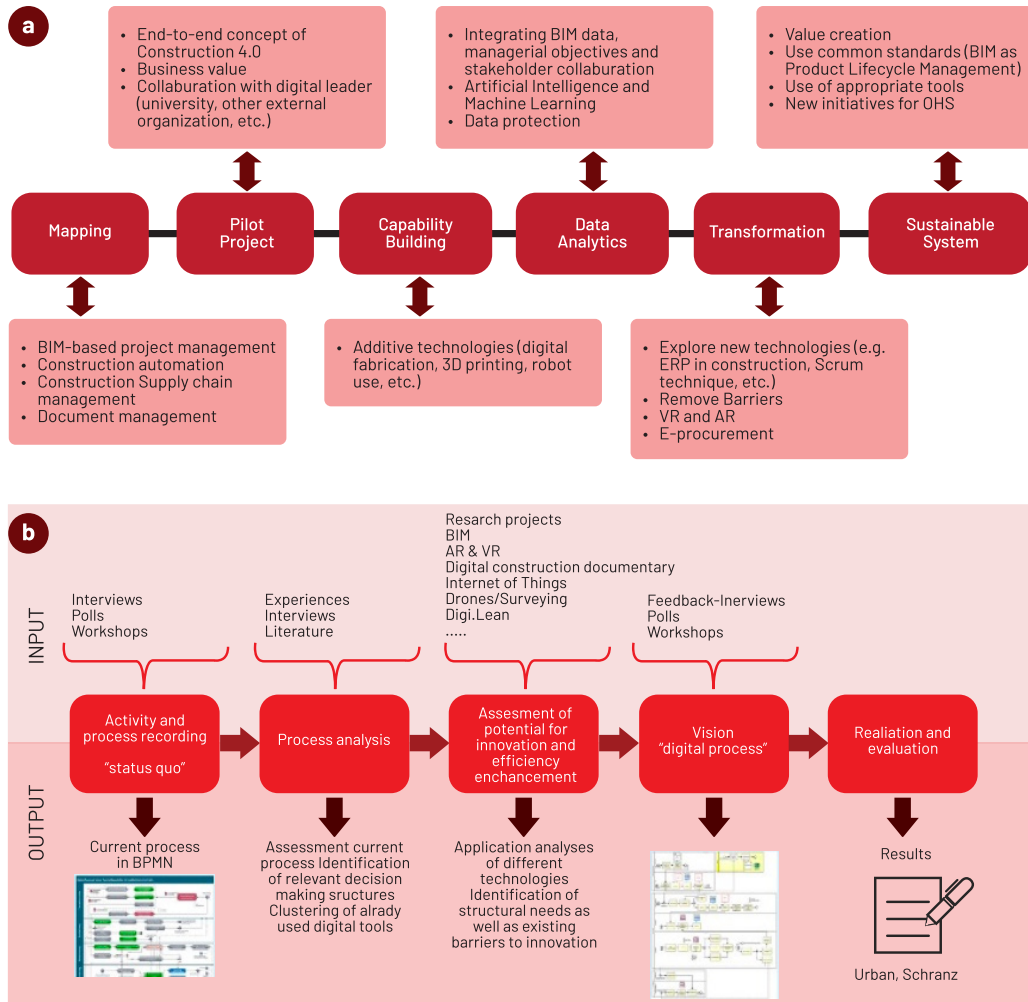 a
• End-to-end concept of
Construction 4.0
• Business value
• Collaboration with digital leader
(university, other external
organization, etc.)
• Integrating BIM data,
managerial objectives and
stakeholder collaboration
• Artificial Intelligence and
Machine Learning
• Data protection
• Value creation
• Use common standards (BIM as
Product Lifecycle Management)
• Use of appropriate tools
• New initiatives for OHS
Mapping
Pilot
Project
Capability
Building
Data
Analytics
Transformation
Sustainable
System
• BIM-based project management
• Construction automation
• Construction Supply chain
management
• Document management
• Additive technologies (digital
fabrication, 3D printing, robot
use, etc.)
• Explore new technologies (e.g.
ERP in construction, Scrum
technique, etc.)
• Remove Barriers
• VR and AR
• E-procurement
b
INPUT
Interviews
Polls
Workshops
Experiences
Interviews
Literature
Resarch projects
BIM
AR & VR
Digital construction documentary
Internet of Things
Drones/Surveying
Digi.Lean
.....
Feedback-Inerviews
Polls
Workshops
Activity and
process recording
"status quo"
Process analysis
Assesment of
potential for
innovation and
efficiency
enchancement
Vision
"digital process"
Realiation and
evaluation
OUTPUT
Current process
in BPMN
Assessment current
process Identification
of relevant decision
making sructures
Clustering of alrady
used digital tools
Application analyses
of different
technologies
Identification of
structural needs as
well as existing
barriers to innovation
Results
Urban, Schranz